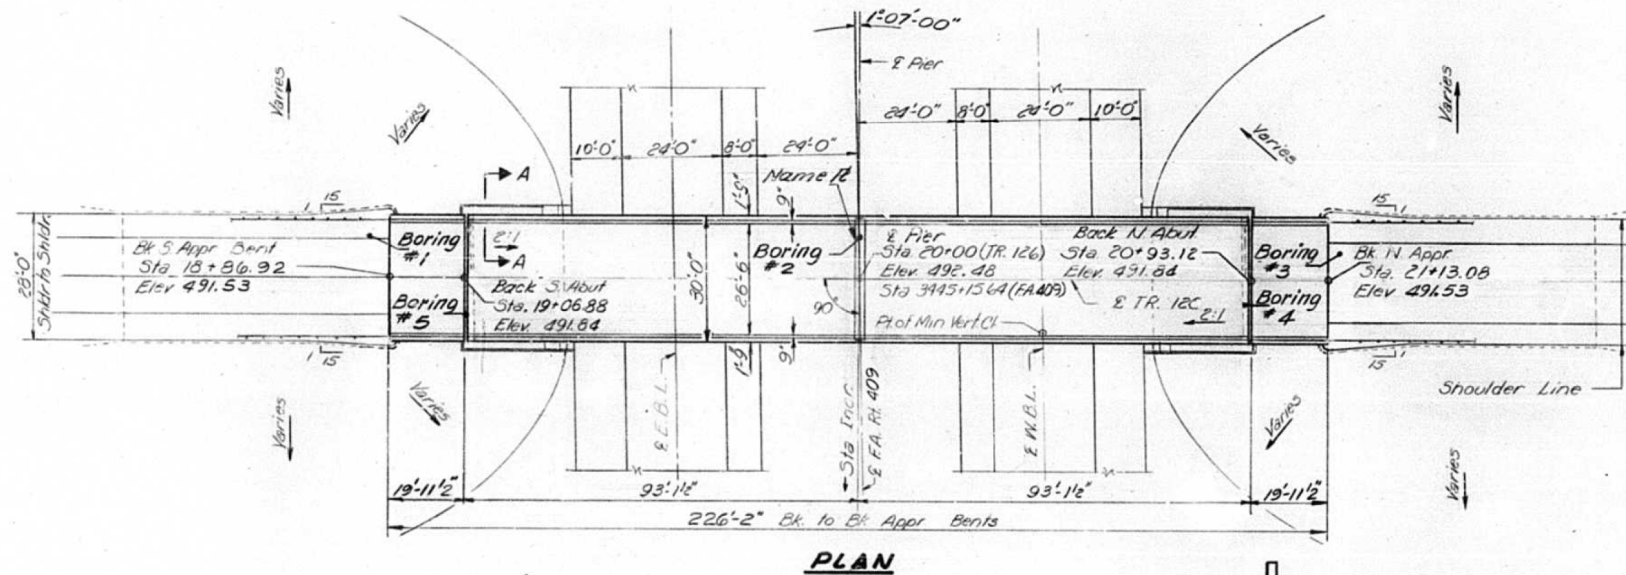 1°-07'-00"
℄ Pier
Varies
Varies
Varies
Varies
24'-0"
8'-0"
24'-0"
10'-0"
10'-0"
24'-0"
8'-0"
24'-0"
A
Name ℞
1'-9"
9"
15
1
15
1
Boring
#1
2:1
A
Bk. S. Appr. Bent
Sta. 18+86.92
Elev. 491.53
Boring
#2
℄ Pier
Sta. 20+00 (TR. 126)
Elev. 492.48
Sta 3445+15.64 (F.A.409)
Back N. Abut
Sta. 20+93.12
Elev. 491.84
Boring
#3
Bk. N. Appr.
Sta. 21+13.08
Elev 491.53
28'-0"
Shldr. to Shldr.
Boring
#5
Back S. Abut
Sta. 19+06.88
Elev. 491.84
30'-0"
26'-6"
90°
℄ TR. 12C
2:1
Boring
#4
Pt. of Min Vert. Cl.
15
1
15
1
1'-9"
9"
Shoulder Line
Varies
Varies
℄ E.B.L.
Sta Incr.
℄ F.A. Rt. 409
℄ W.B.L.
Varies
Varies
19'-11½"
93'-1½"
93'-1½"
19'-11½"
226'-2" Bk. to Bk. Appr. Bents
PLAN